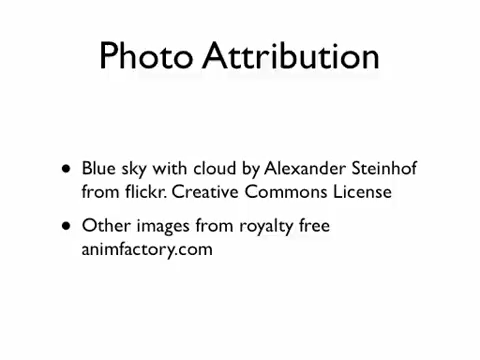 Photo Attribution
• Blue sky with cloud by Alexander Steinhof
from flickr. Creative Commons License
• Other images from royalty free
animfactory.com